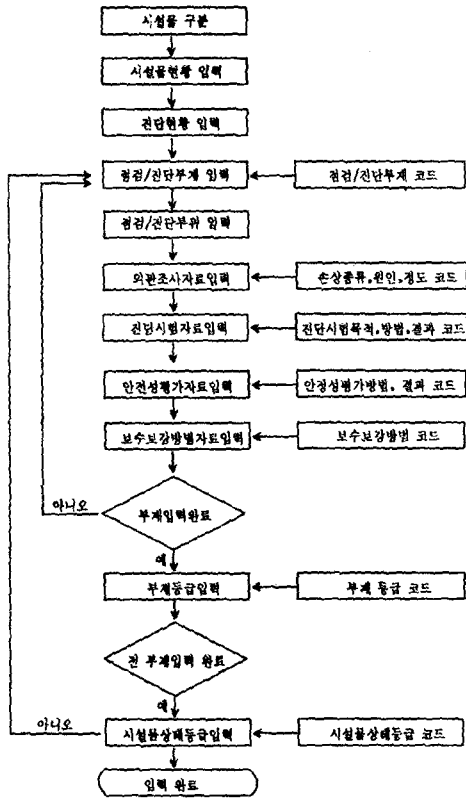 시설물 구분
시설물현황 입력
진단현황 입력
점검/진단부재 입력
점검/진단부재 코드
점검/진단부위 입력
외관조사자료입력
손상종류,원인,정도 코드
진단시험자료입력
진단시험목적,방법,결과 코드
안전성평가자료입력
안정성평가방법, 결과 코드
보수보강방법자료입력
보수보강방법 코드
부재입력완료
아니오
예
부재등급입력
부재 등급 코드
전 부재입력 완료
예
아니오
시설물상태등급입력
시설물상태등급 코드
입력 완료